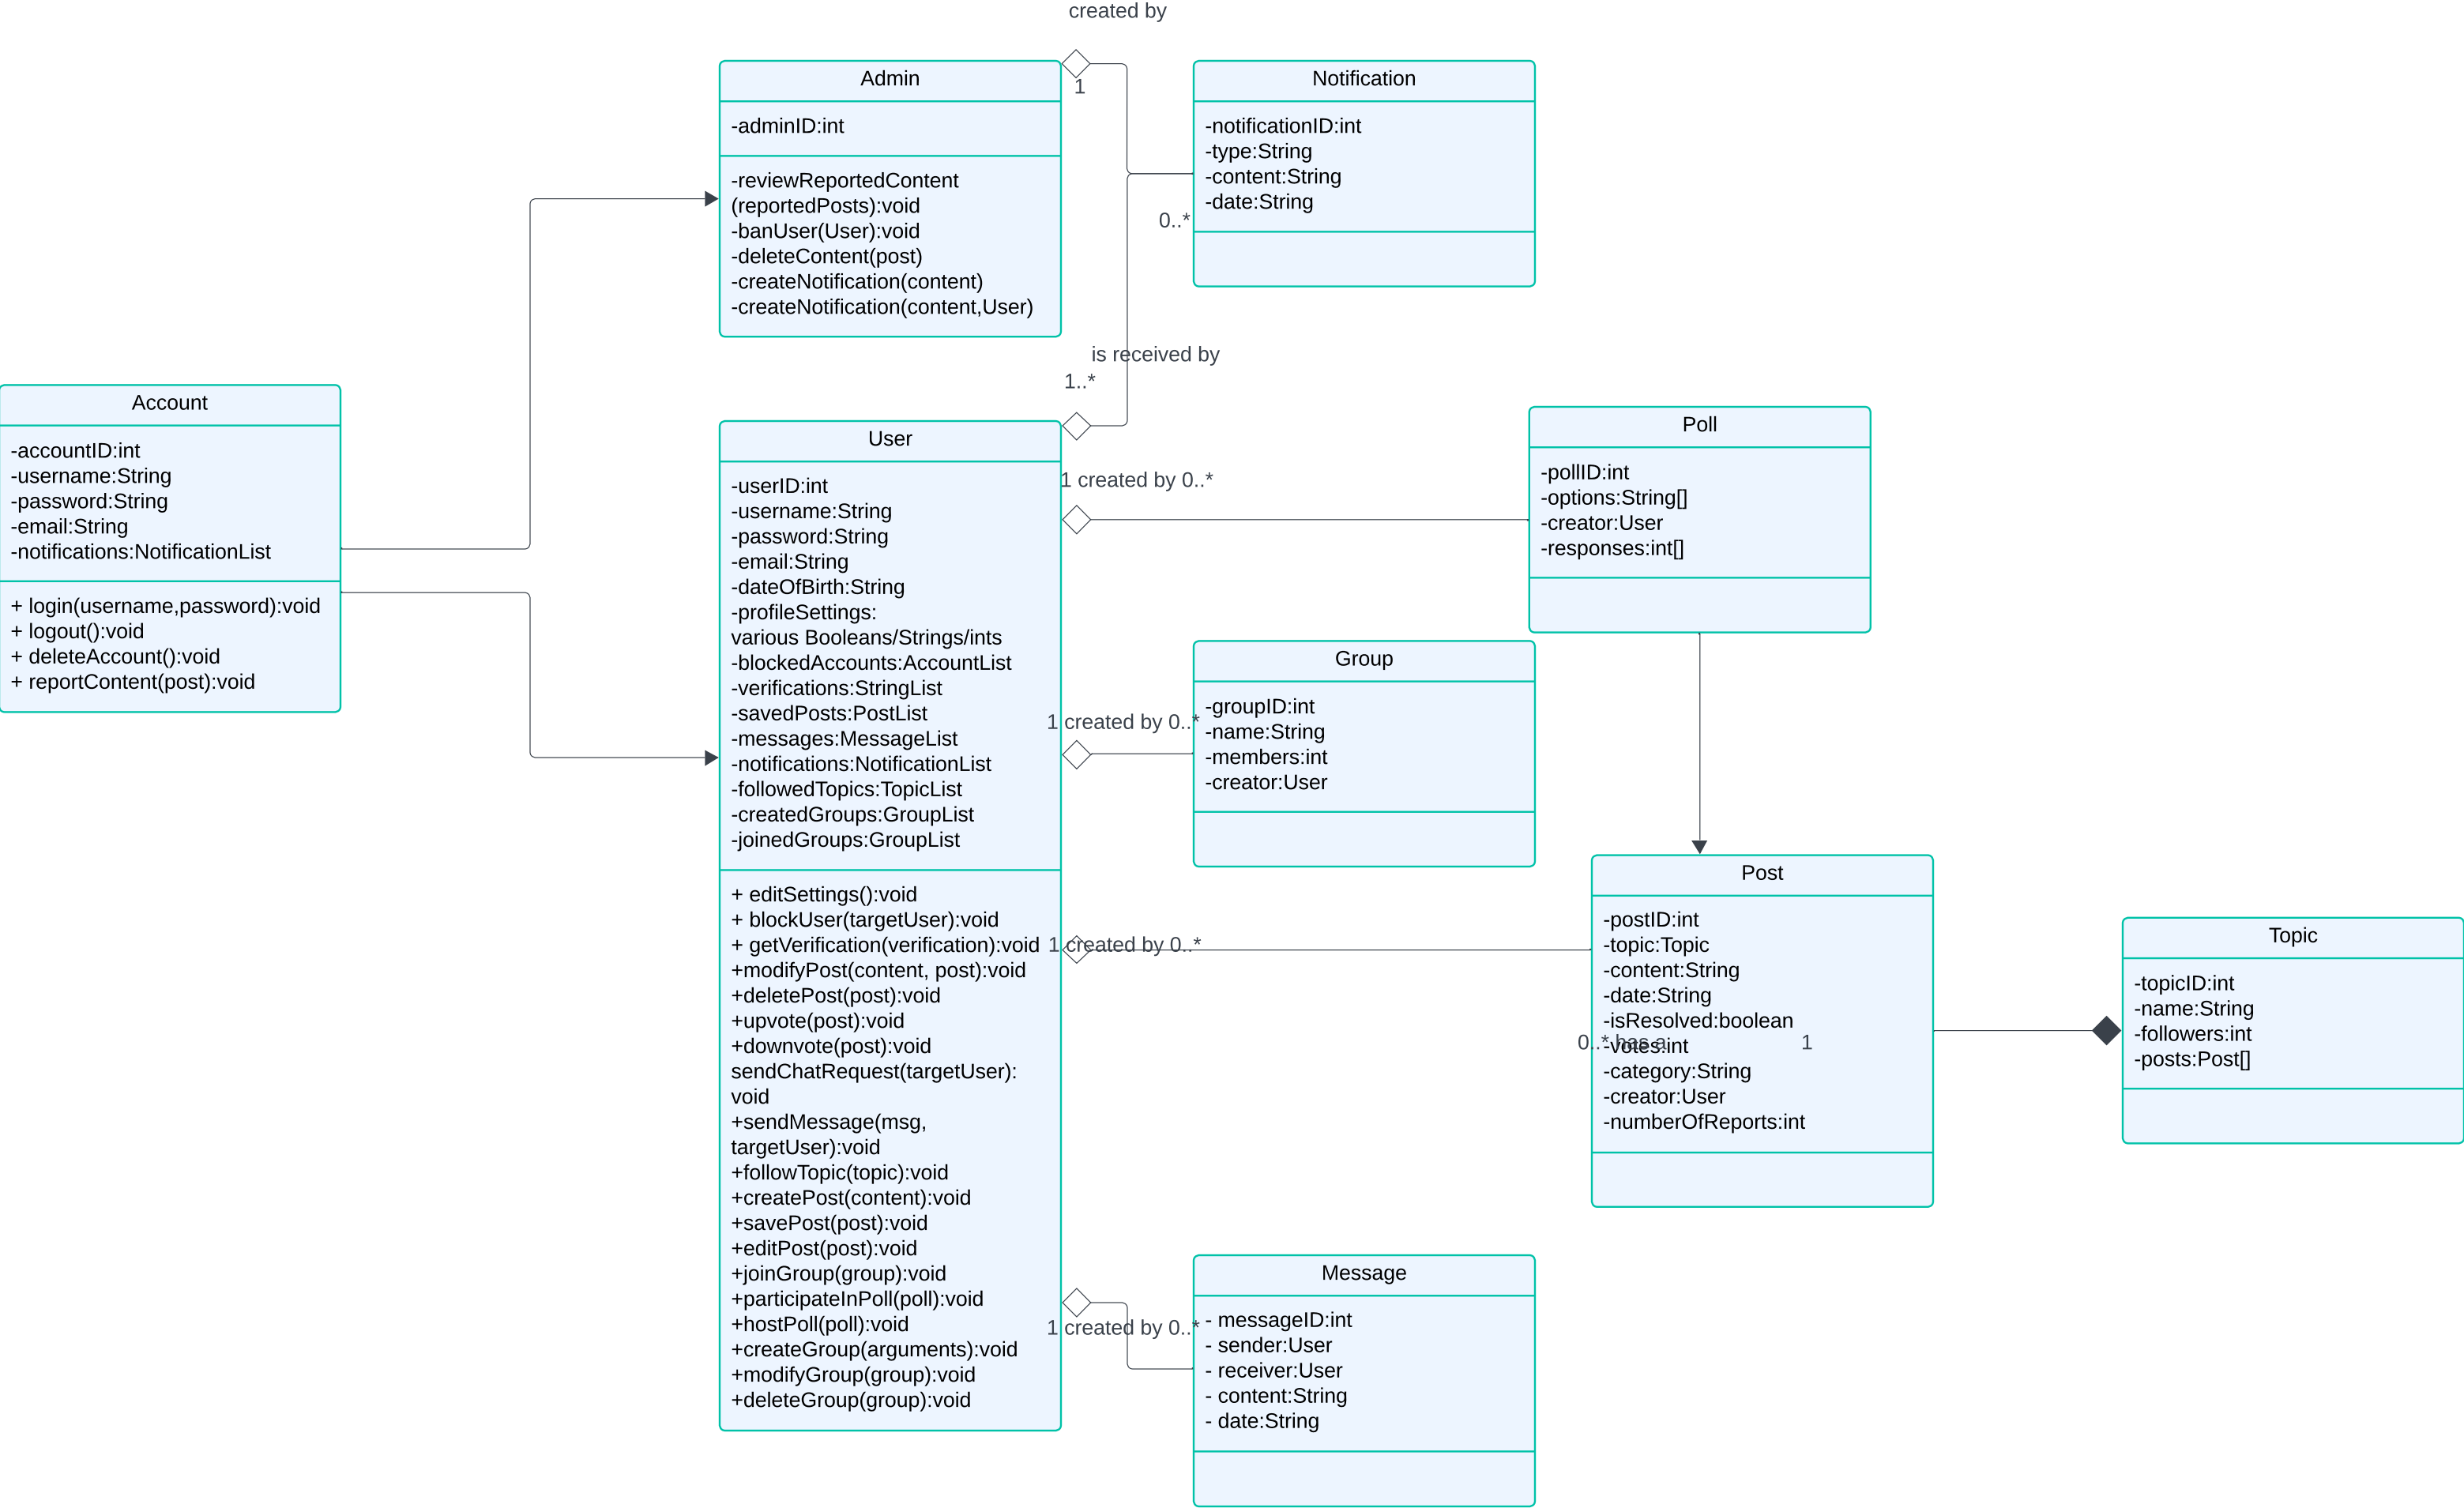 created by
Admin
-adminID:int
-reviewReportedContent
(reportedPosts):void
-banUser(User):void
-deleteContent(post)
-createNotification(content)
-createNotification(content,User)
1
Notification
-notificationID:int
-type:String
-content:String
-date:String
0..*
is received by
1..*
Account
-accountID:int
-username:String
-password:String
-email:String
-notifications:NotificationList
+ login(username,password):void
+ logout():void
+ deleteAccount():void
+ reportContent(post):void
User
-userID:int
-username:String
-password:String
-email:String
-dateOfBirth:String
-profileSettings:
various Booleans/Strings/ints
-blockedAccounts:AccountList
-verifications:StringList
-savedPosts:PostList
-messages:MessageList
-notifications:NotificationList
-followedTopics:TopicList
-createdGroups:GroupList
-joinedGroups:GroupList
+ editSettings():void
+ blockUser(targetUser):void
+ getVerification(verification):void
+modifyPost(content, post):void
+deletePost(post):void
+upvote(post):void
+downvote(post):void
sendChatRequest(targetUser):
void
+sendMessage(msg,
targetUser):void
+followTopic(topic):void
+createPost(content):void
+savePost(post):void
+editPost(post):void
+joinGroup(group):void
+participateInPoll(poll):void
+hostPoll(poll):void
+createGroup(arguments):void
+modifyGroup(group):void
+deleteGroup(group):void
1 created by 0..*
Poll
-pollID:int
-options:String[]
-creator:User
-responses:int[]
1 created by 0..*
Group
-groupID:int
-name:String
-members:int
-creator:User
1 created by 0..*
Post
-postID:int
-topic:Topic
-content:String
-date:String
-isResolved:boolean
-votes:int
-category:String
-creator:User
-numberOfReports:int
0..* has a
1
Topic
-topicID:int
-name:String
-followers:int
-posts:Post[]
1 created by 0..*
Message
- messageID:int
- sender:User
- receiver:User
- content:String
- date:String